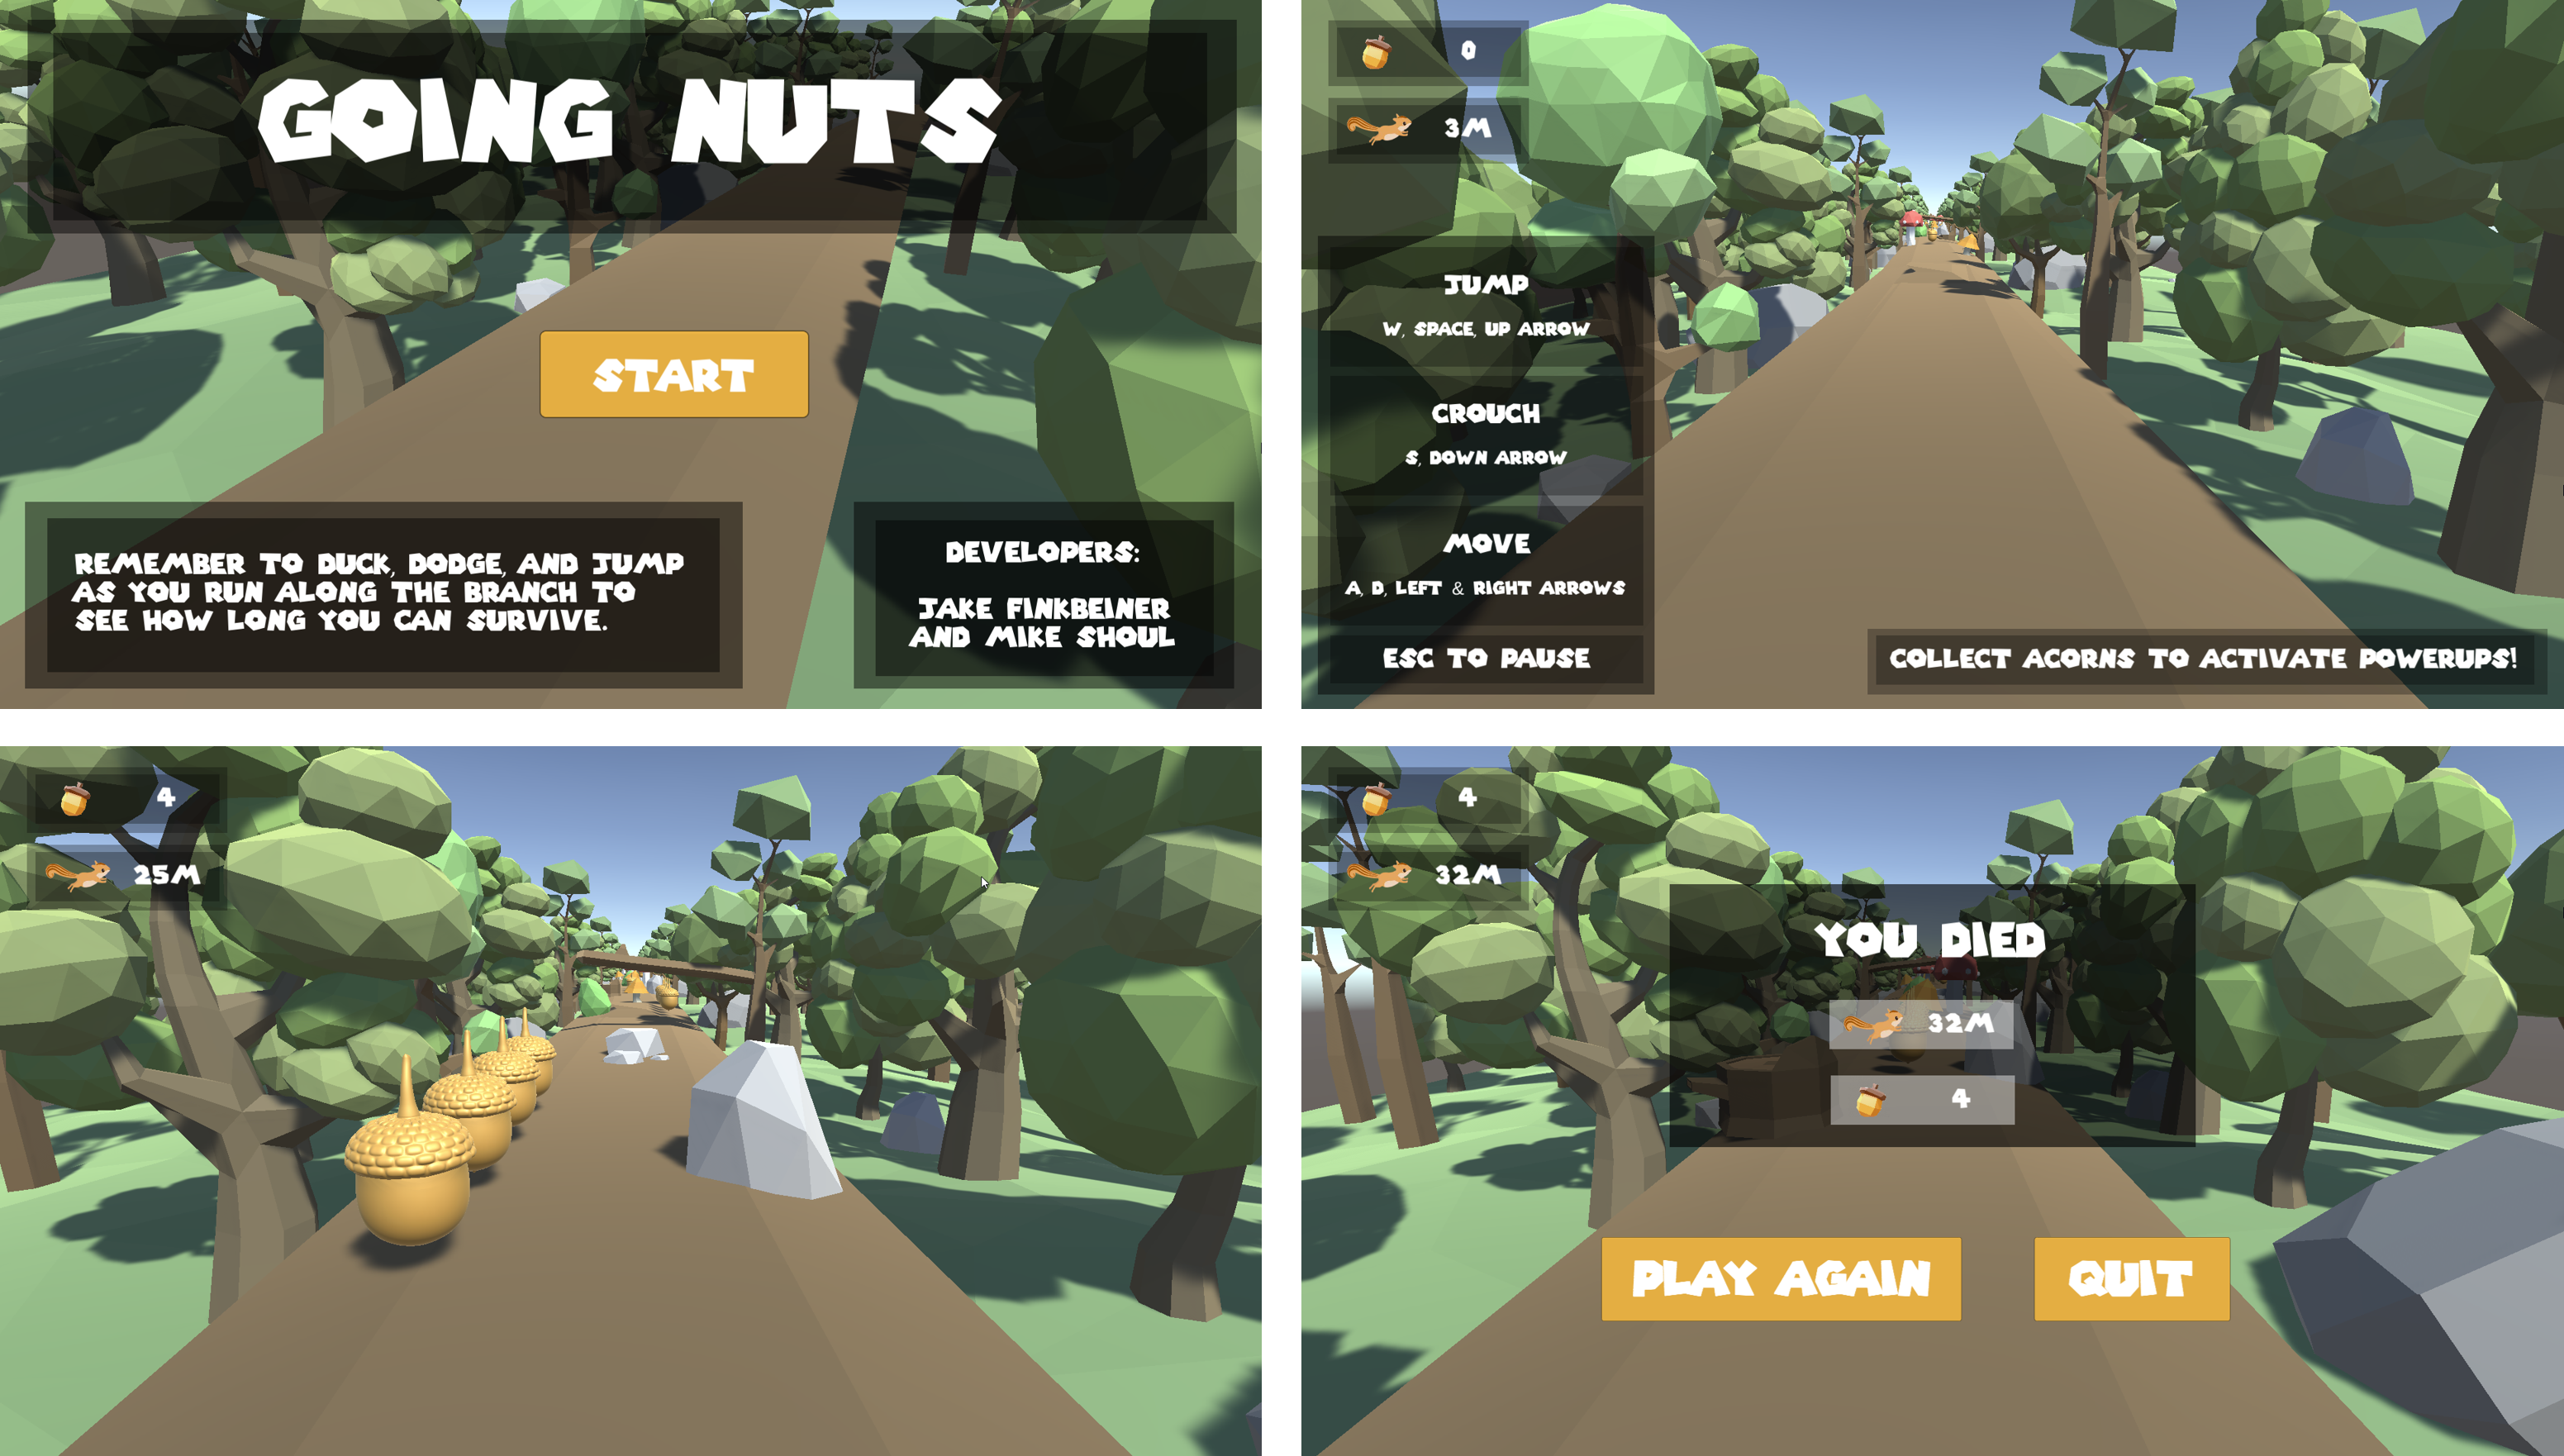 GOING NUTS
START
REMEMBER TO DUCK, DODGE, AND JUMP
AS YOU RUN ALONG THE BRANCH TO
SEE HOW LONG YOU CAN SURVIVE.
DEVELOPERS:
JAKE FINKBEINER
AND MIKE SHOUL
0
3M
JUMP
W, SPACE, UP ARROW
CROUCH
S, DOWN ARROW
MOVE
A, D, LEFT & RIGHT ARROWS
ESC TO PAUSE
COLLECT ACORNS TO ACTIVATE POWERUPS!
4
25M
4
32M
YOU DIED
32M
4
PLAY AGAIN
QUIT